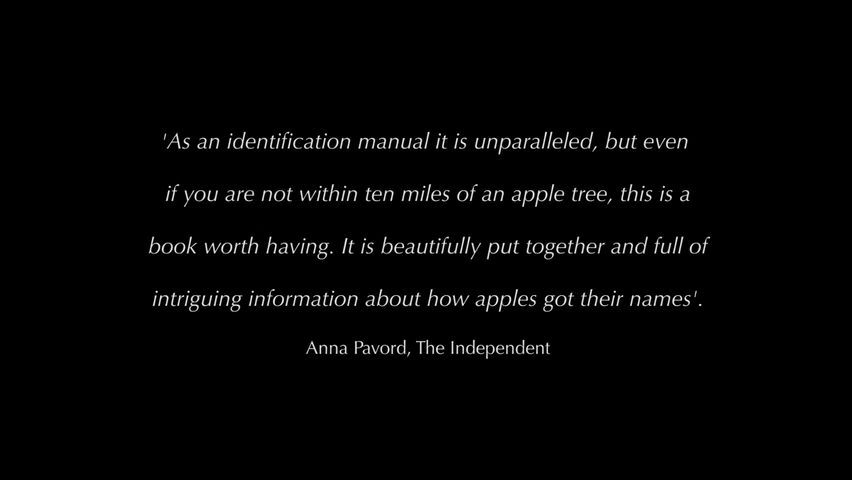 'As an identification manual it is unparalleled, but even
if you are not within ten miles of an apple tree, this is a
book worth having. It is beautifully put together and full of
intriguing information about how apples got their names'.
Anna Pavord, The Independent